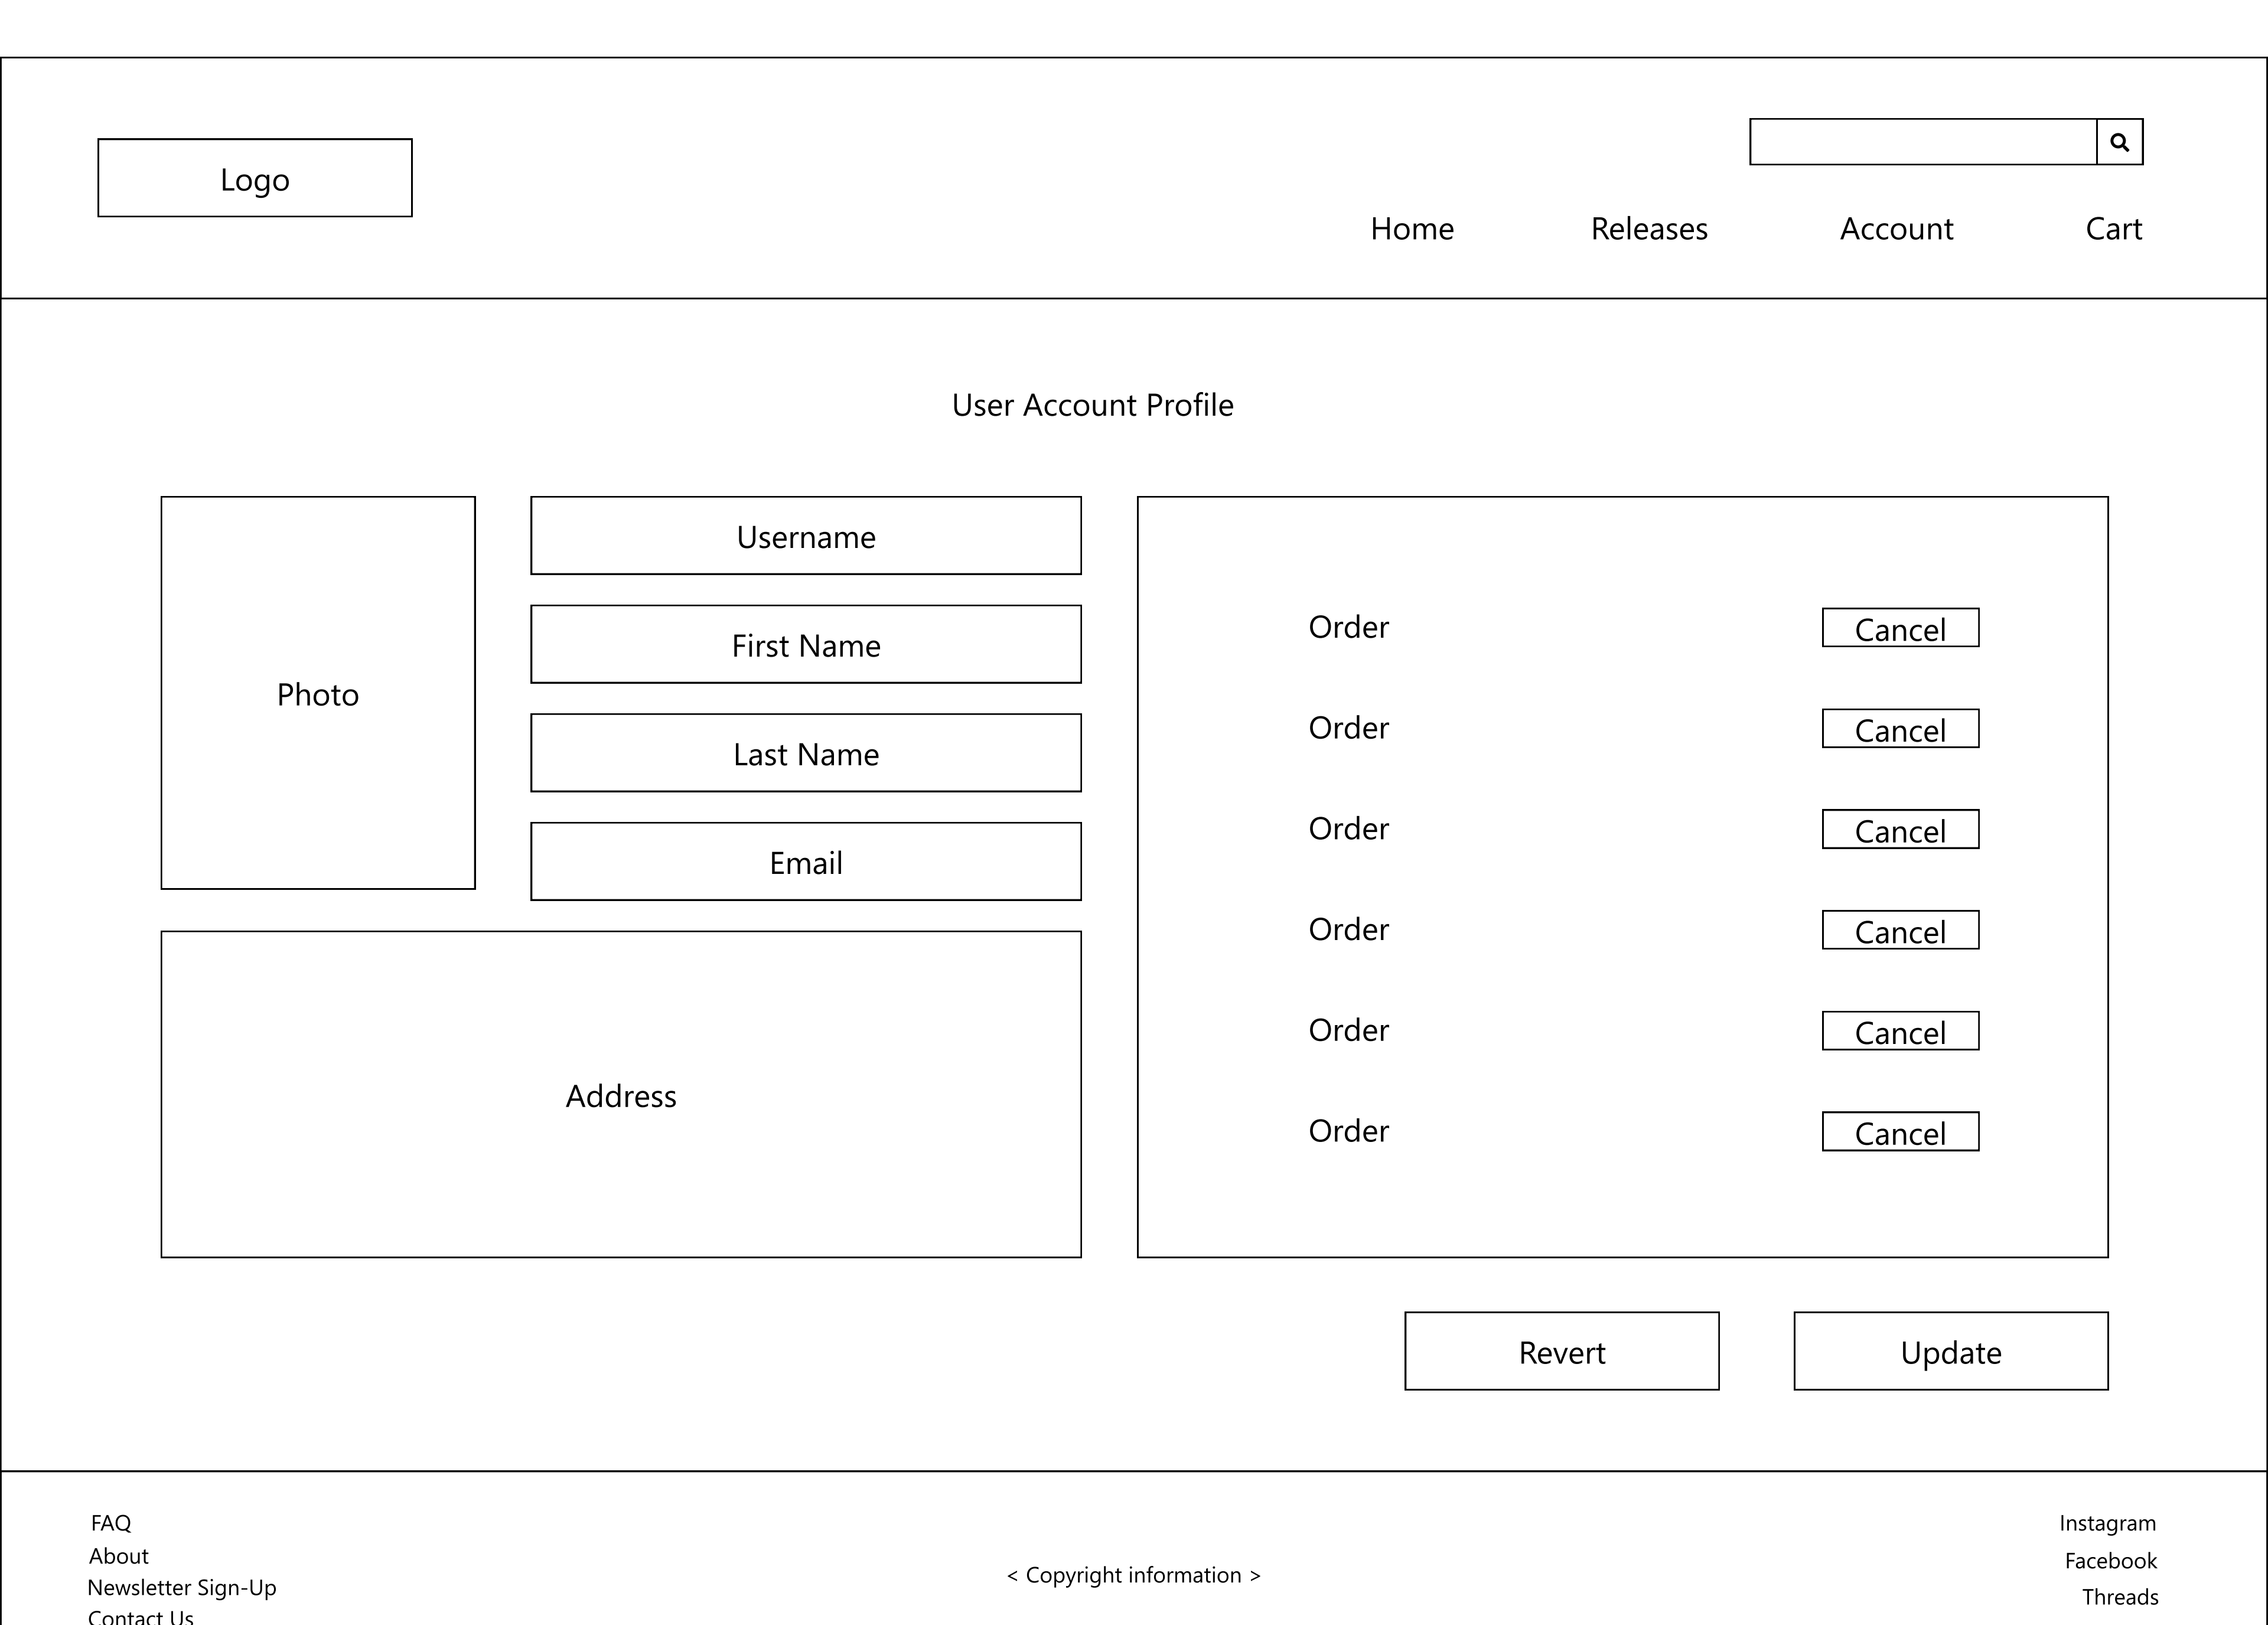 Logo
Home Releases Account Cart
User Account Profile
Photo
Username
First Name
Last Name
Email
Address
Order Cancel
Order Cancel
Order Cancel
Order Cancel
Order Cancel
Order Cancel
Revert Update
FAQ
About
Newsletter Sign-Up
Contact Us
< Copyright information >
Instagram
Facebook
Threads